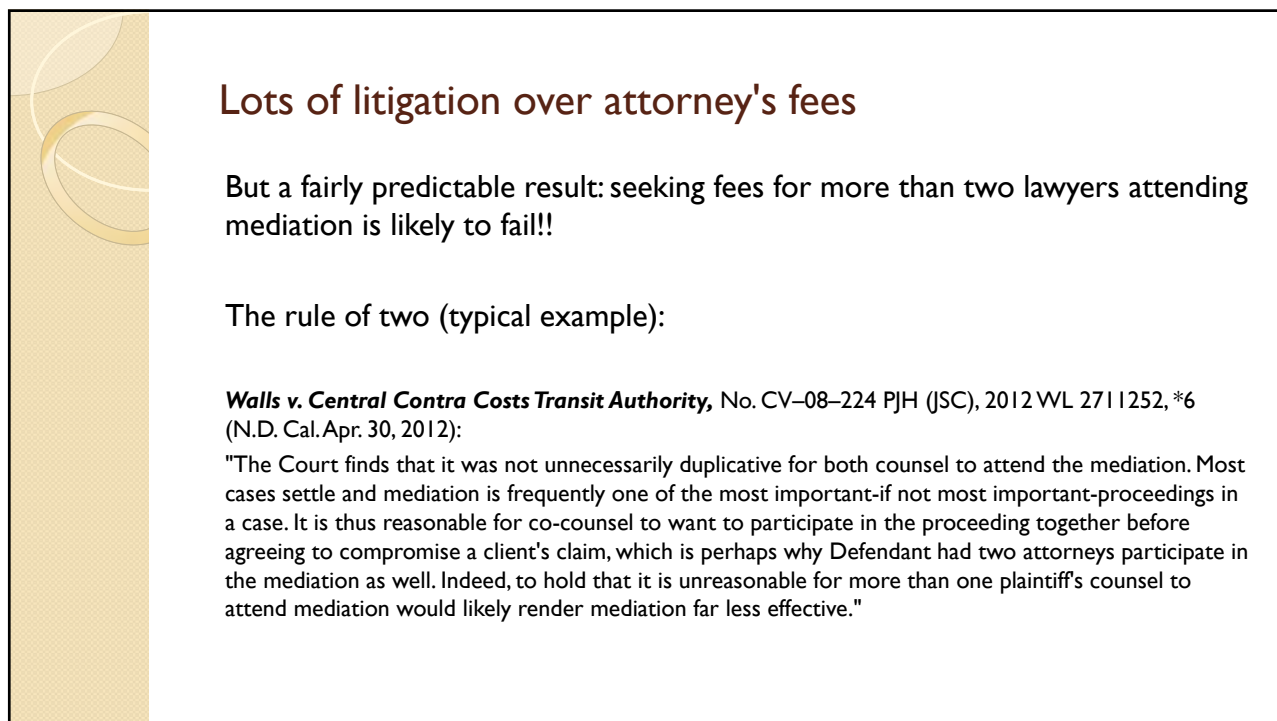 Lots of litigation over attorney's fees
But a fairly predictable result: seeking fees for more than two lawyers attending
mediation is likely to fail!!
The rule of two (typical example):
Walls v. Central Contra Costs Transit Authority, No. CV–08–224 PJH (JSC), 2012 WL 2711252, *6
(N.D. Cal. Apr. 30, 2012):
"The Court finds that it was not unnecessarily duplicative for both counsel to attend the mediation. Most
cases settle and mediation is frequently one of the most important-if not most important-proceedings in
a case. It is thus reasonable for co-counsel to want to participate in the proceeding together before
agreeing to compromise a client's claim, which is perhaps why Defendant had two attorneys participate in
the mediation as well. Indeed, to hold that it is unreasonable for more than one plaintiff's counsel to
attend mediation would likely render mediation far less effective."